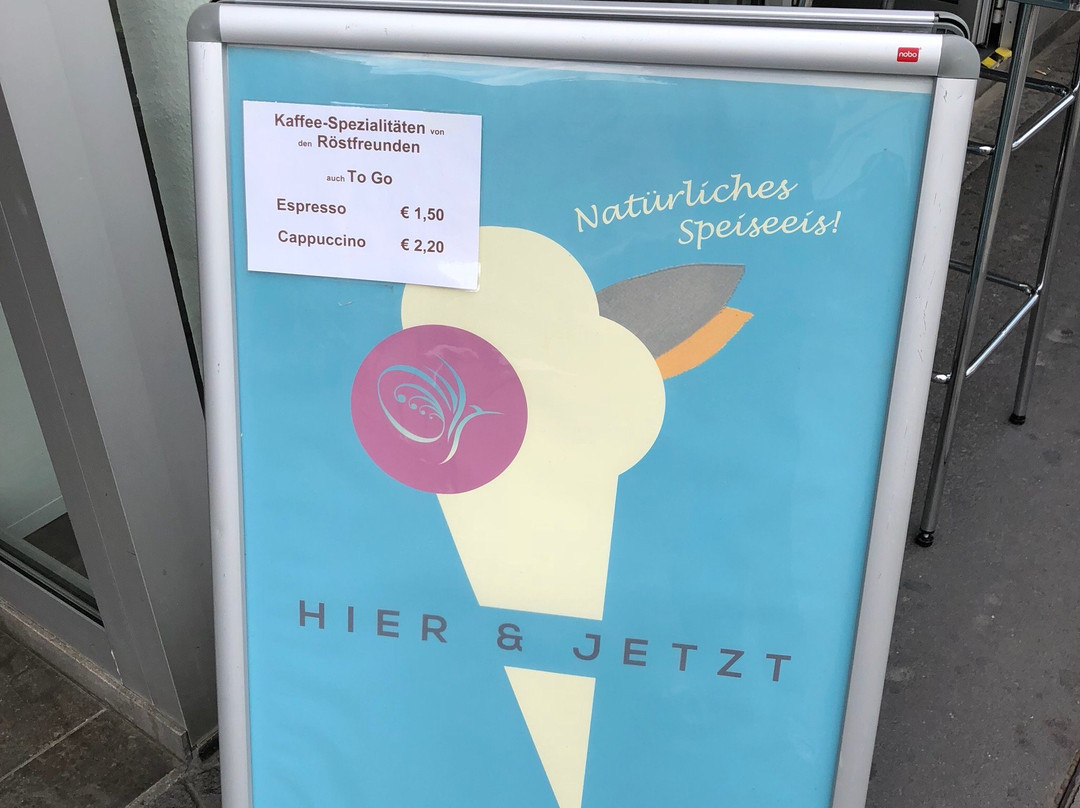 nobo
Kaffee-Spezialitäten von
den Röstfreunden
auch To Go
Espresso € 1,50
Cappuccino € 2,20
Natürliches
Speiseeis!
HIER & JETZT